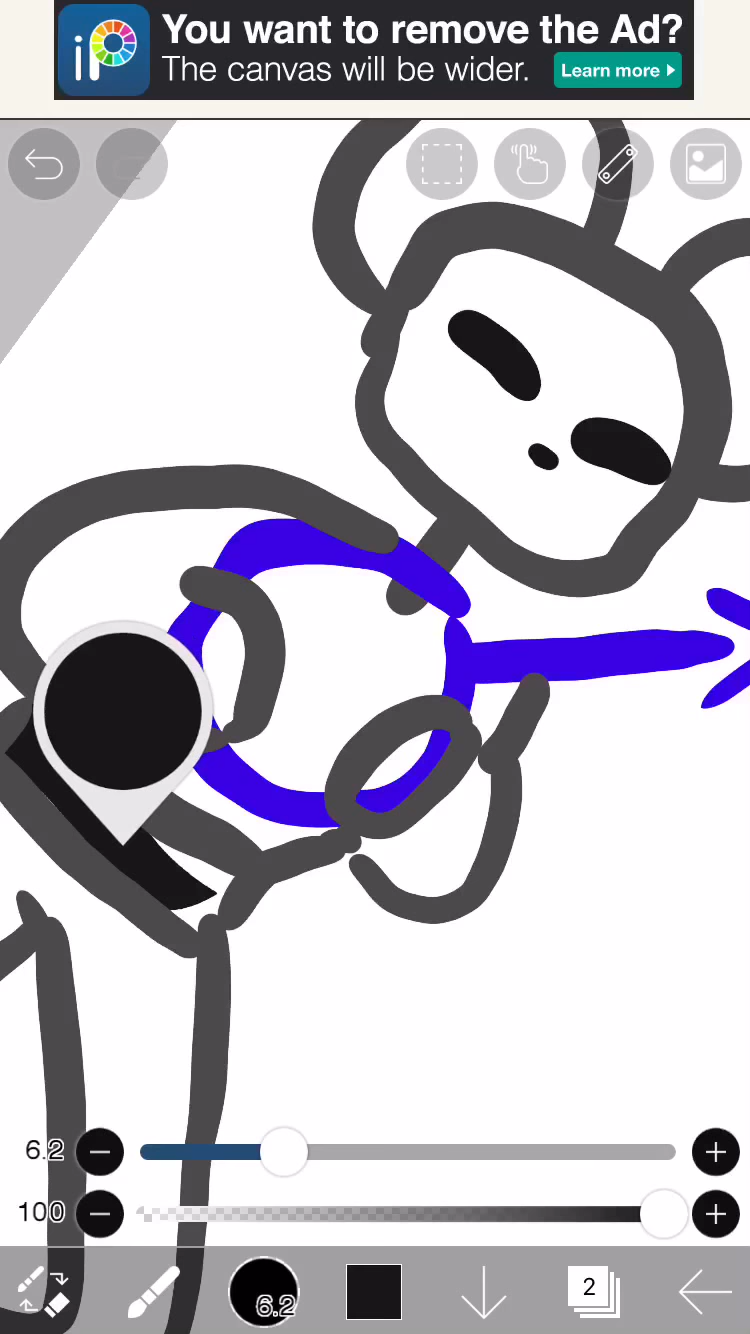 iP
You want to remove the Ad?
The canvas will be wider.
Learn more
6.2
100
6.2
2